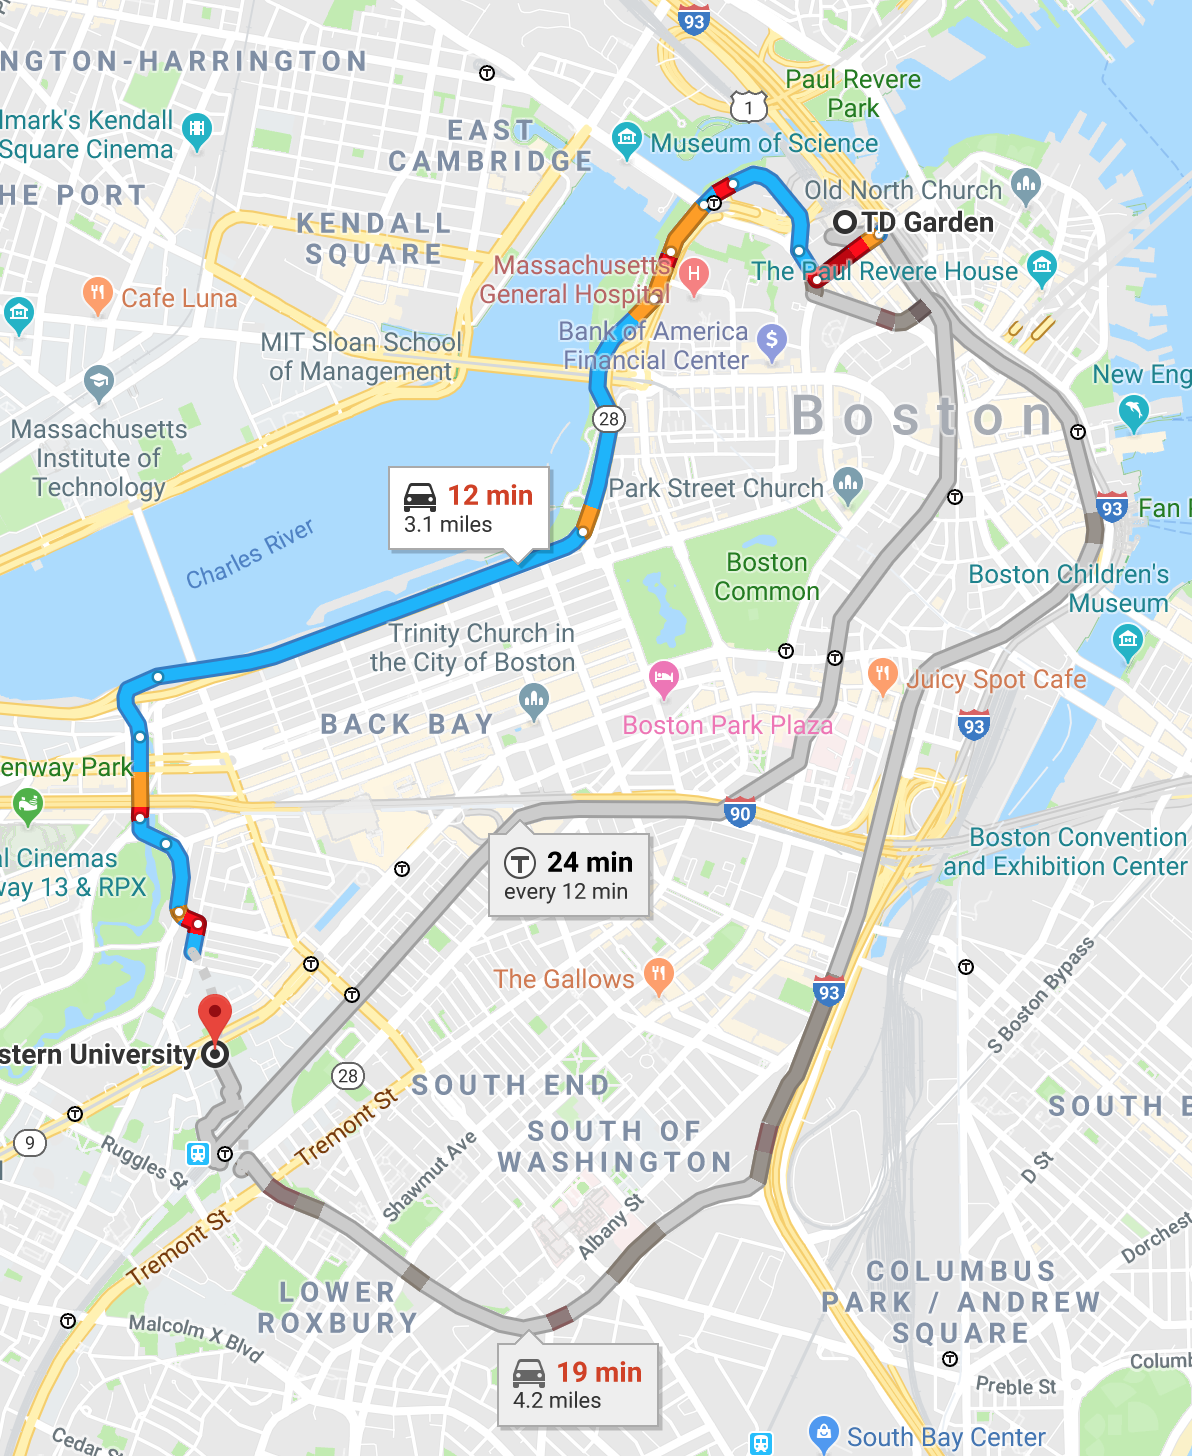 93
NGTON-HARRINGTON
T
Paul Revere
Park
1
lmark's Kendall
Square Cinema
EAST
CAMBRIDGE
Museum of Science
HE PORT
Old North Church
KENDALL
SQUARE
T
TD Garden
Massachusetts
General Hospital
H
The Paul Revere House
Cafe Luna
MIT Sloan School
of Management
Bank of America
Financial Center
$
New Eng
Massachusetts
Institute of
Technology
28
Boston
T
12 min
3.1 miles
Park Street Church
T
93
Fan P
Charles River
Boston
Common
Boston Children's
Museum
Trinity Church in
the City of Boston
T
T
Juicy Spot Cafe
BACK BAY
Boston Park Plaza
93
enway Park
90
al Cinemas
way 13 & RPX
T
T 24 min
every 12 min
Boston Convention
and Exhibition Center
T
T
The Gallows
T
93
S Boston Bypass
stern University
28
SOUTH END
Tremont St
T
9
Ruggles St
T
Shawmut Ave
SOUTH OF
WASHINGTON
SOUTH B
D St
Tremont St
Albany St
Dorchest
LOWER
ROXBURY
COLUMBUS
PARK / ANDREW
SQUARE
T
Malcolm X Blvd
19 min
4.2 miles
T
Columb
Preble St
Cedar St
South Bay Center